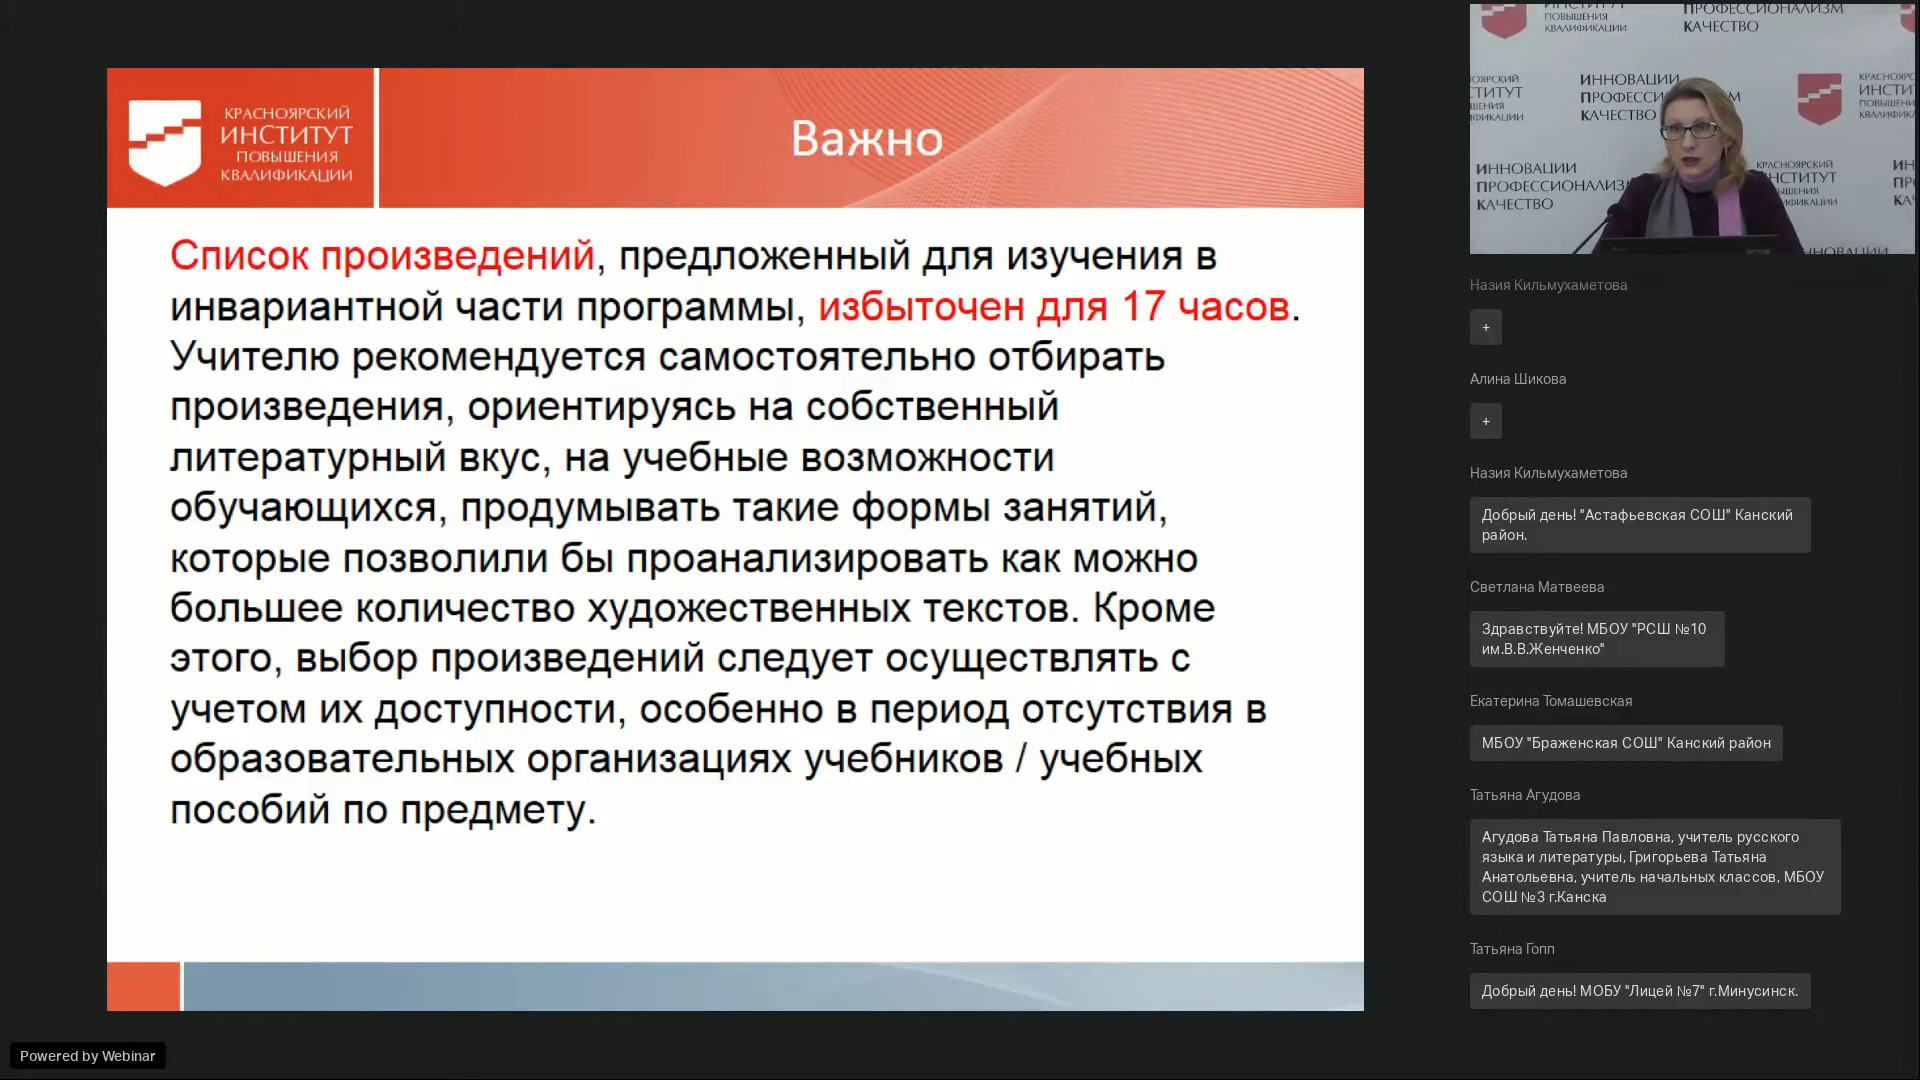 КРАСНОЯРСКИЙ
ИНСТИТУТ
ПОВЫШЕНИЯ
КВАЛИФИКАЦИИ
Важно
Список произведений, предложенный для изучения в
инвариантной части программы, избыточен для 17 часов.
Учителю рекомендуется самостоятельно отбирать
произведения, ориентируясь на собственный
литературный вкус, на учебные возможности
обучающихся, продумывать такие формы занятий,
которые позволили бы проанализировать как можно
большее количество художественных текстов. Кроме
этого, выбор произведений следует осуществлять с
учетом их доступности, особенно в период отсутствия в
образовательных организациях учебников / учебных
пособий по предмету.
Powered by Webinar
ИНСТИТУТ
ПОВЫШЕНИЯ
КВАЛИФИКАЦИИ
ПРОФЕССИОНАЛИЗМ
КАЧЕСТВО
ИННОВАЦИИ
КАЧЕСТВО
ИННОВАЦИИ
КАЧЕСТВО
Назия Кильмухаметова
+
Алина Шикова
+
Назия Кильмухаметова
Добрый день! "Астафьевская СОШ" Канский
район.
Светлана Матвеева
Здравствуйте! МБОУ "РСШ №10
им.В.В.Женченко"
Екатерина Томашевская
МБОУ "Браженская СОШ" Канский район
Татьяна Агудова
Агудова Татьяна Павловна, учитель русского
языка и литературы, Григорьева Татьяна
Анатольевна, учитель начальных классов, МБОУ
СОШ №3 г.Канска
Татьяна Гопп
Добрый день! МОБУ "Лицей №7" г.Минусинск.